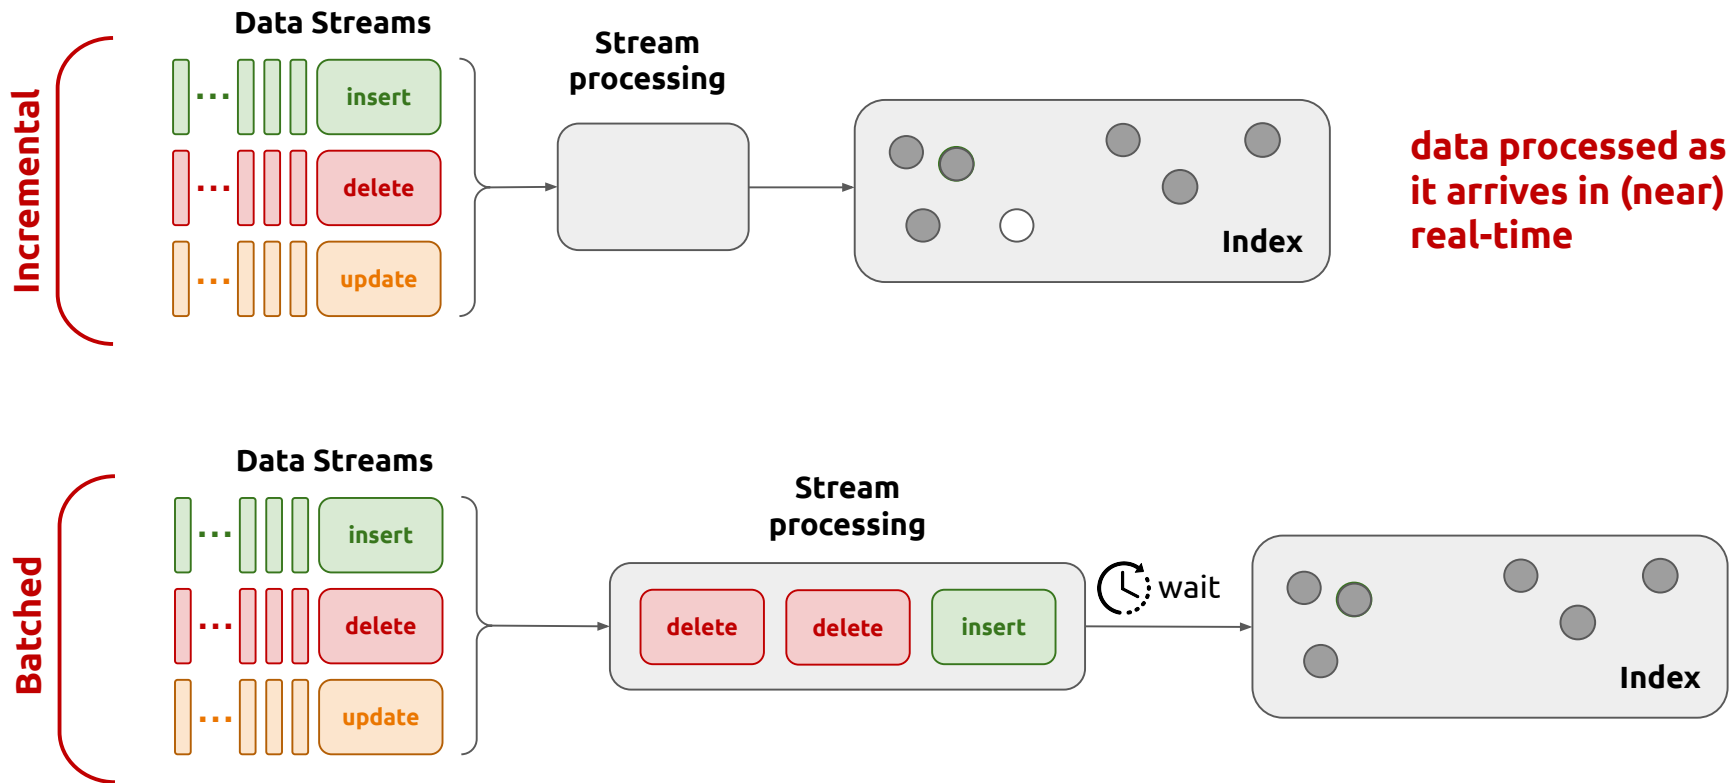 Data Streams
Stream
processing
Incremental
... insert
... delete
... update
Index
data processed as
it arrives in (near)
real-time
Data Streams
Stream
processing
Batched
... insert
... delete
... update
delete
delete
insert
wait
Index